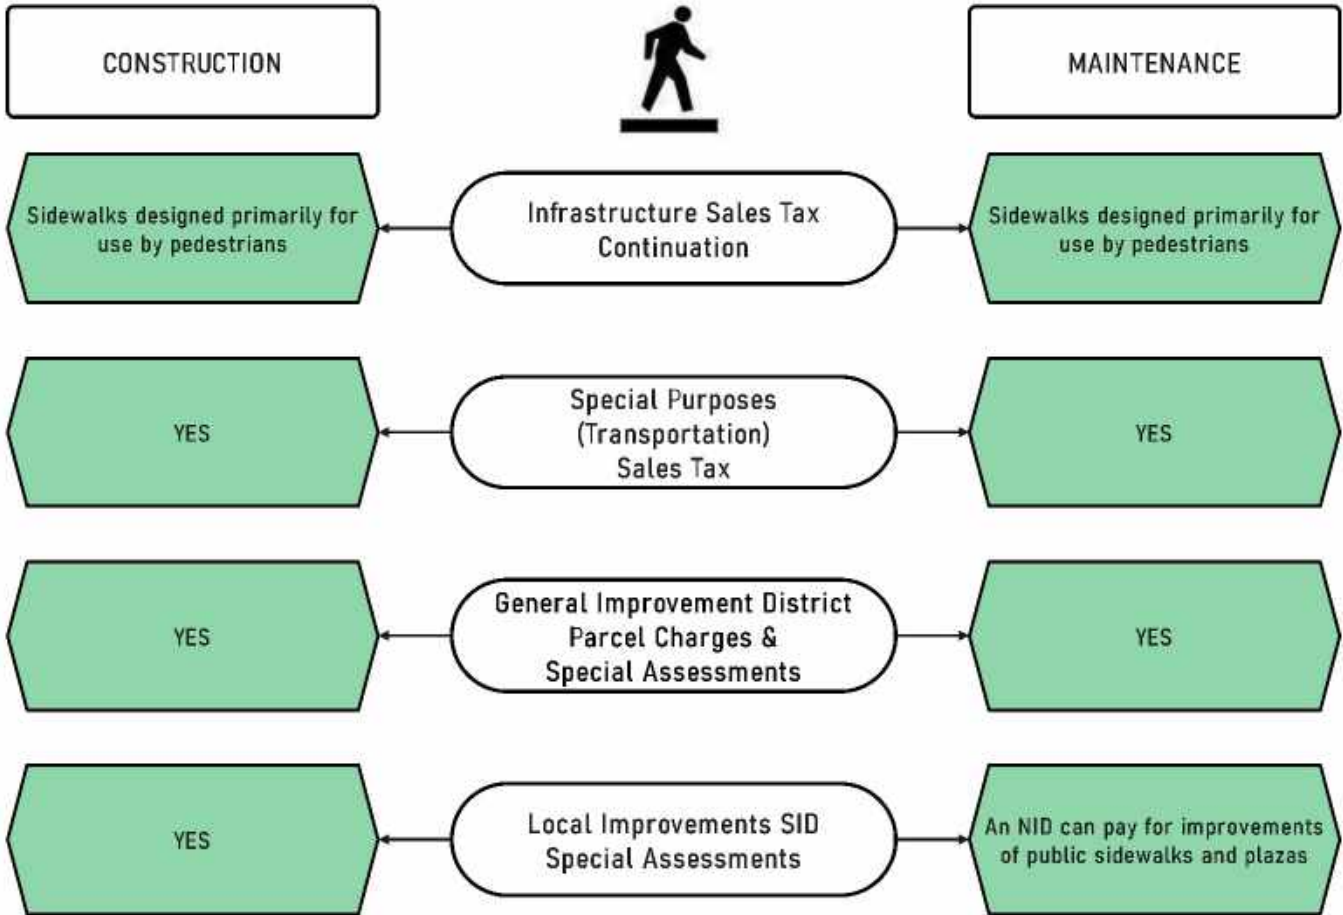 CONSTRUCTION
MAINTENANCE
Sidewalks designed primarily for
use by pedestrians
Infrastructure Sales Tax
Continuation
Sidewalks designed primarily for
use by pedestrians
YES
Special Purposes
(Transportation)
Sales Tax
YES
YES
General Improvement District
Parcel Charges &
Special Assessments
YES
YES
Local Improvements SID
Special Assessments
An NID can pay for improvements
of public sidewalks and plazas